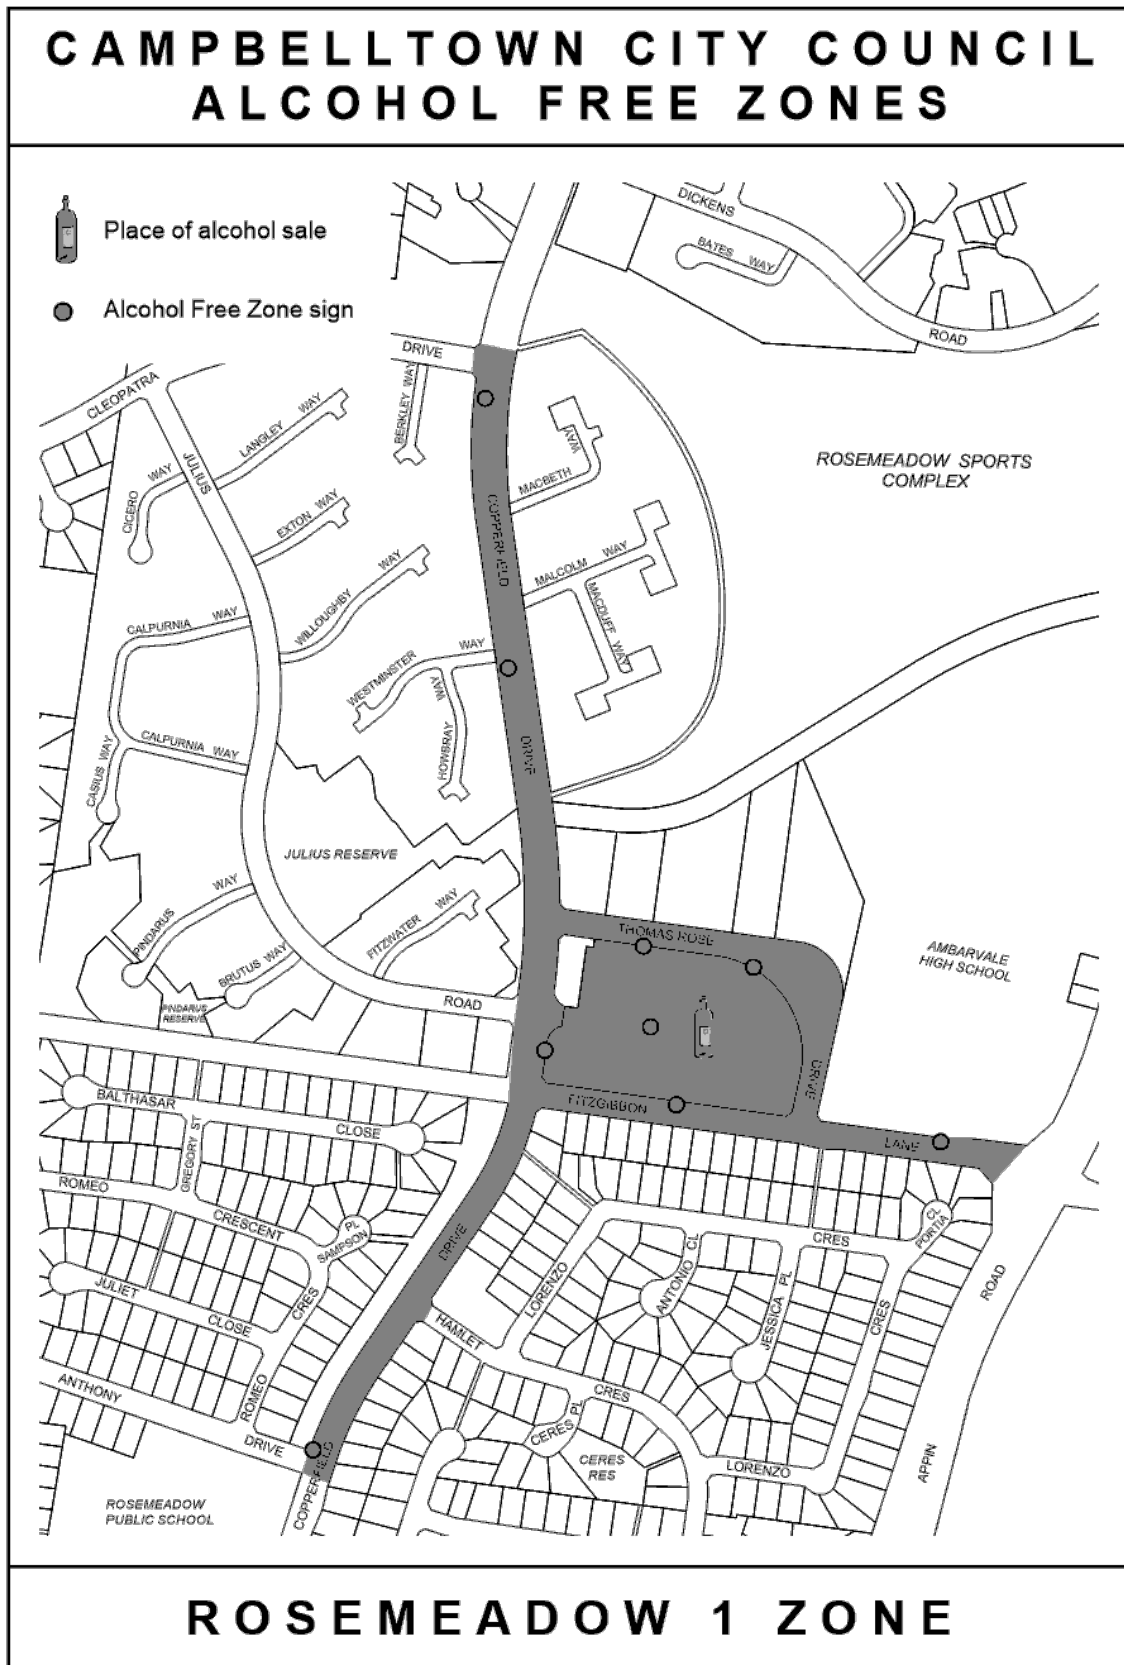 CAMPBELLTOWN CITY COUNCIL
ALCOHOL FREE ZONES
Place of alcohol sale
Alcohol Free Zone sign
DICKENS
BATES WAY
ROAD
DRIVE
BERKLEY WAY
CLEOPATRA
LANGLEY WAY
JULIUS
CICERO WAY
EXTON WAY
WAY
MACBETH
COPPERFIELD
ROSEMEADOW SPORTS
COMPLEX
WILLOUGHBY WAY
MALCOLM WAY
MACDUFF WAY
CALPURNIA WAY
WESTMINSTER WAY
HOWBRAY WAY
DRIVE
CALPURNIA WAY
CASIUS WAY
JULIUS RESERVE
PINDARUS WAY
FITZWATER WAY
BRUTUS WAY
PINDARUS
RESERVE
ROAD
THOMAS ROSE
DRIVE
AMBARVALE
HIGH SCHOOL
FITZGIBBON
LANE
BALTHASAR
CLOSE
GREGORY ST
ROMEO
CRESCENT
SAMPSON PL
CRES
JULIET
CLOSE
ROMEO
ANTHONY
DRIVE
DRIVE
COPPERFIELD
HAMLET
CRES
LORENZO
ANTONIO CL
JESSICA PL
CRES
PORTIA CL
CRES
ROAD
APPIN
CERES PL
CERES
RES
LORENZO
ROSEMEADOW
PUBLIC SCHOOL
ROSEMEADOW 1 ZONE